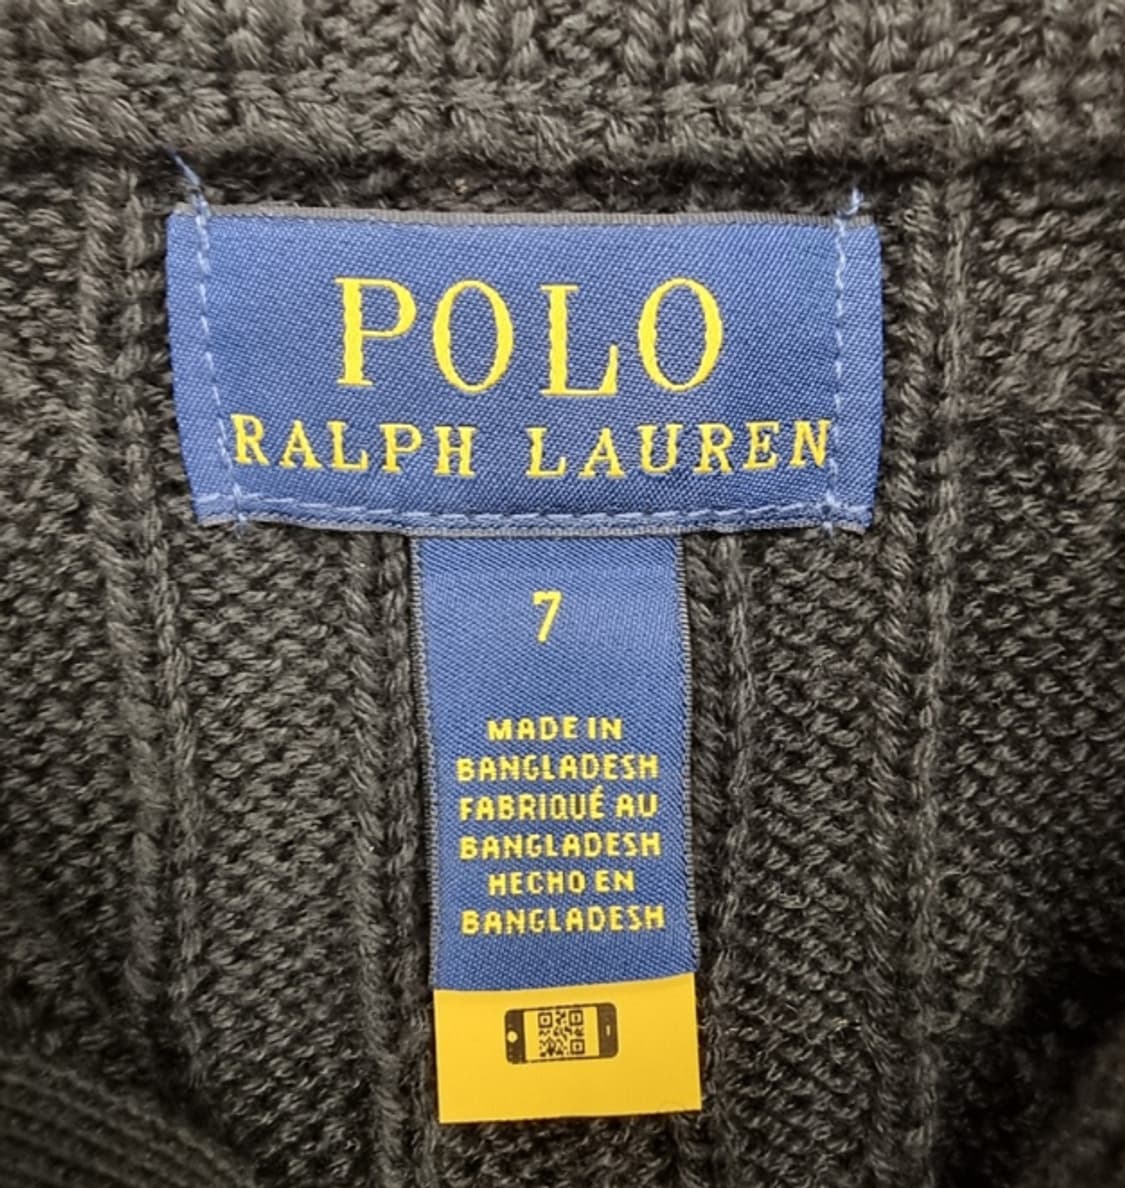 POLO
RALPH LAUREN
7
MADE IN
BANGLADESH
FABRIQUÉ AU
BANGLADESH
HECHO EN
BANGLADESH